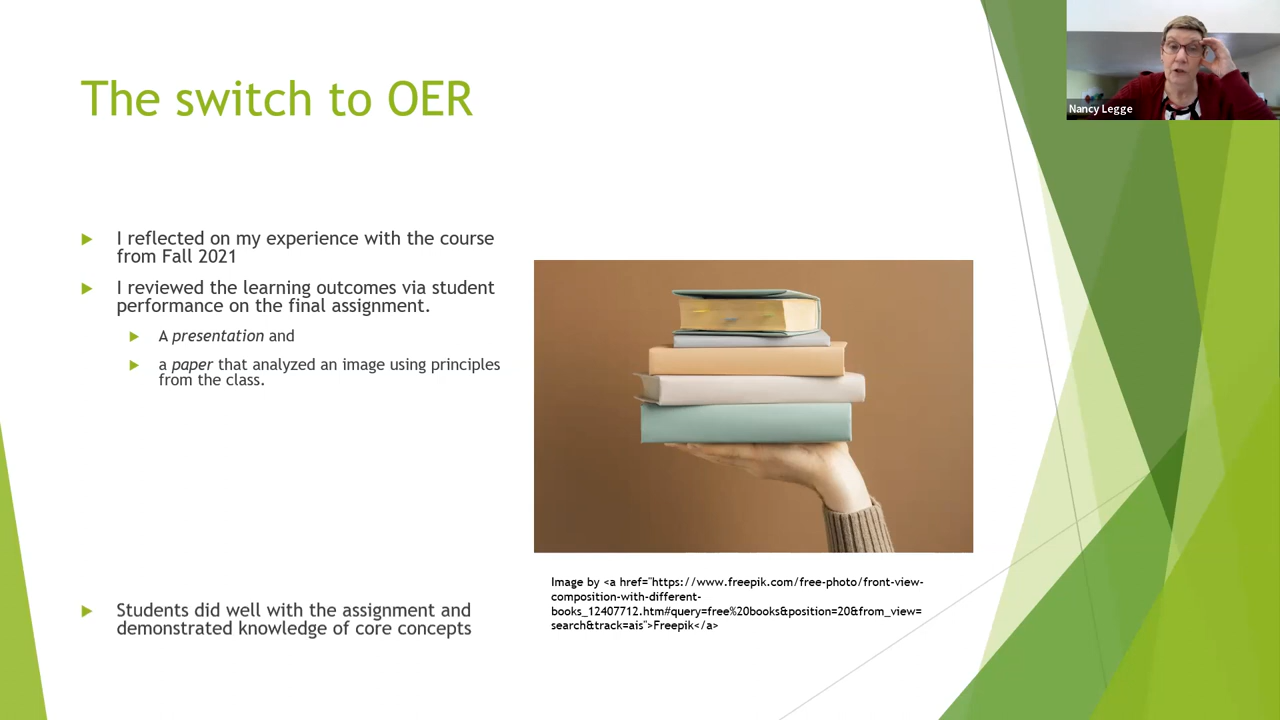 The switch to OER
Nancy Legge
I reflected on my experience with the course
from Fall 2021
I reviewed the learning outcomes via student
performance on the final assignment.
A presentation and
a paper that analyzed an image using principles
from the class.
Students did well with the assignment and
demonstrated knowledge of core concepts
Image by <a href="https://www.freepik.com/free-photo/front-view-
composition-with-different-
books_12407712.htm#query=free%20books&position=20&from_view=
search&track=ais">Freepik</a>